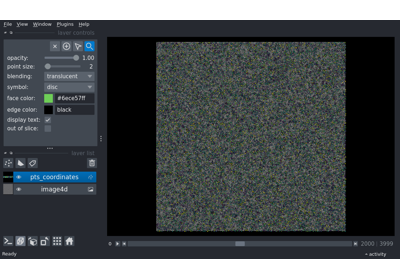 File View Window Plugins Help
layer controls
opacity: 1.00
point size: 2
blending: translucent
symbol: disc
face color: #6ece57ff
edge color: black
display text:
out of slice:
layer list
pts_coordinates
image4d
0 2000 3999
Ready activity